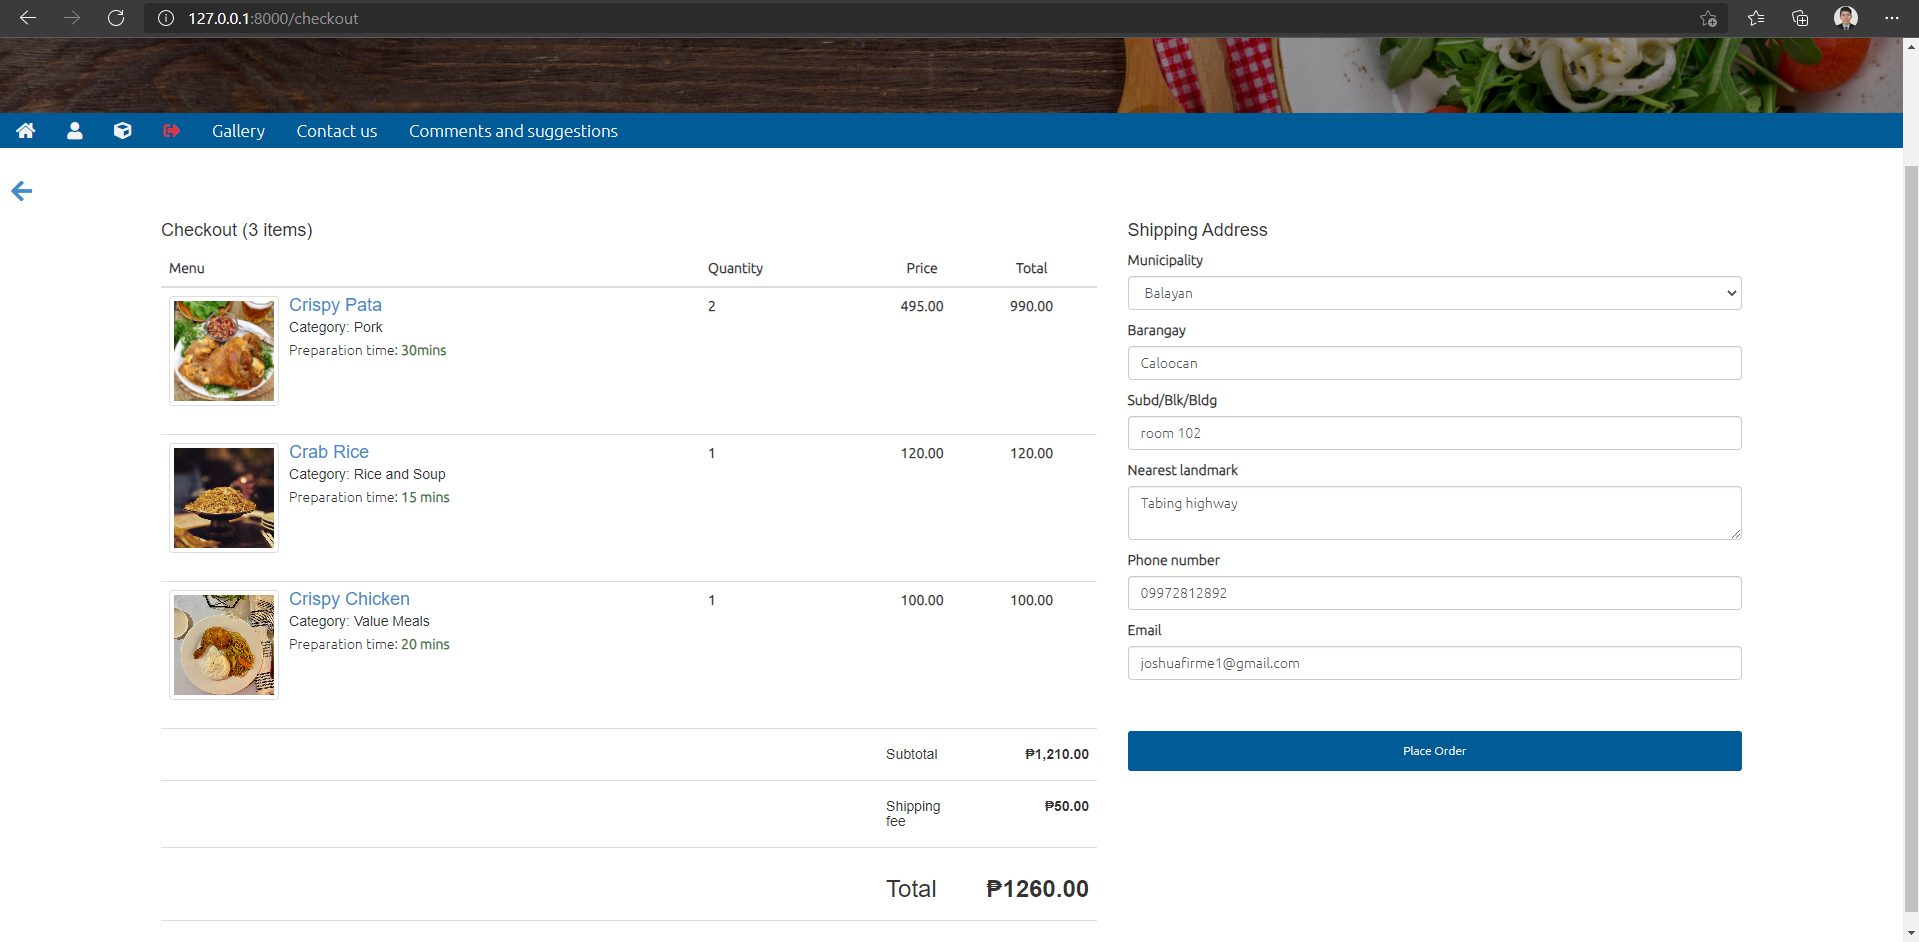 127.0.0.1:8000/checkout
Gallery Contact us Comments and suggestions
Checkout (3 items)
Menu Quantity Price Total
Crispy Pata 2 495.00 990.00
Category: Pork
Preparation time: 30mins
Crab Rice 1 120.00 120.00
Category: Rice and Soup
Preparation time: 15 mins
Crispy Chicken 1 100.00 100.00
Category: Value Meals
Preparation time: 20 mins
Subtotal ₱1,210.00
Shipping
fee ₱50.00
Total ₱1260.00
Shipping Address
Municipality
Balayan
Barangay
Caloocan
Subd/Blk/Bldg
room 102
Nearest landmark
Tabing highway
Phone number
09972812892
Email
joshuafirme1@gmail.com
Place Order